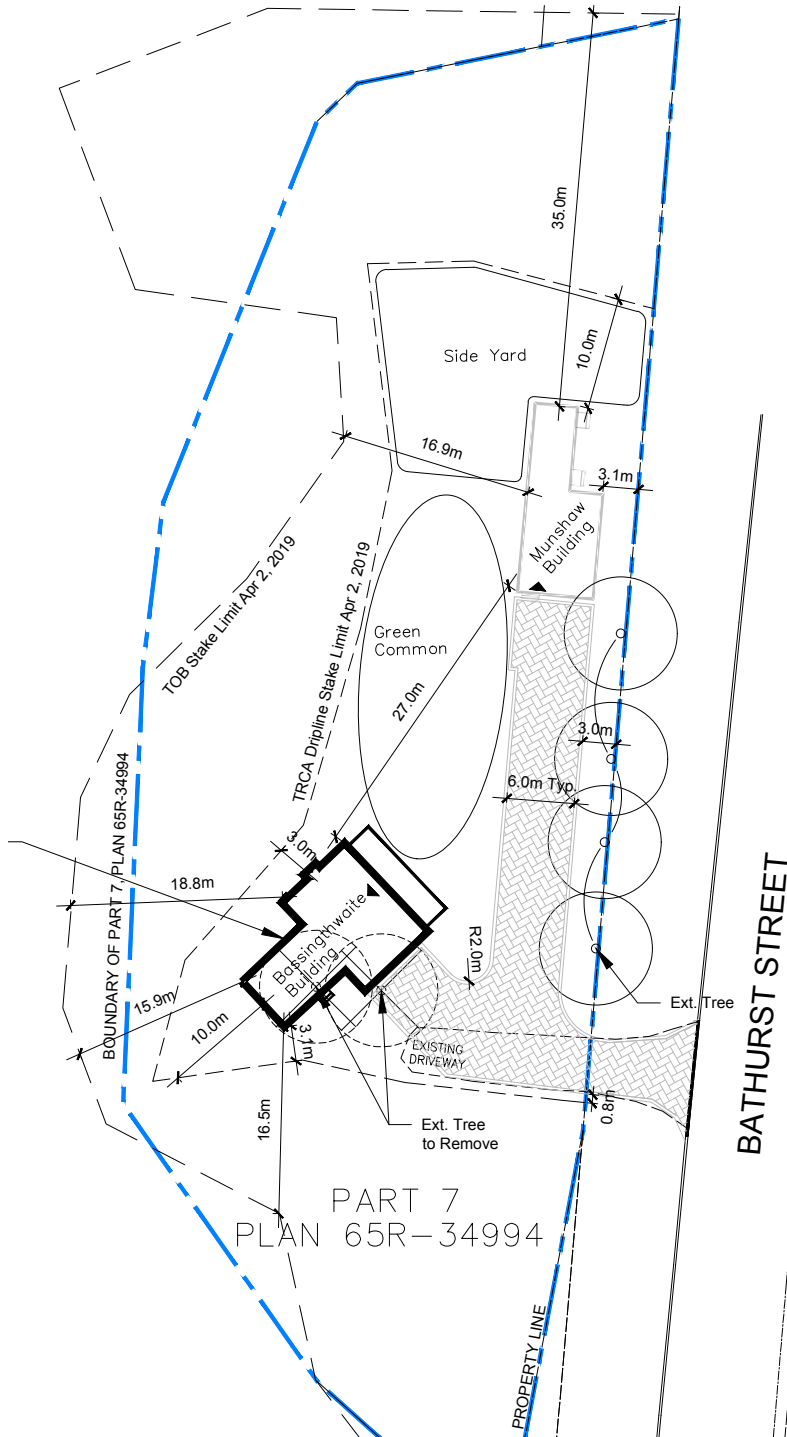 35.0m
Side Yard
10.0m
16.9m
3.1m
Munshaw
Building
TOB Stake Limit Apr 2, 2019
TRCA Dripline Stake Limit Apr 2, 2019
Green
Common
27.0m
3.0m
6.0m Typ.
BOUNDARY OF PART 7, PLAN 65R-34994
3.0m
18.8m
Bassingthwaite
Building
R2.0m
BATHURST STREET
15.9m
10.0m
3.1m
Ext. Tree
EXISTING
DRIVEWAY
0.8m
16.5m
Ext. Tree
to Remove
PART 7
PLAN 65R-34994
PROPERTY LINE